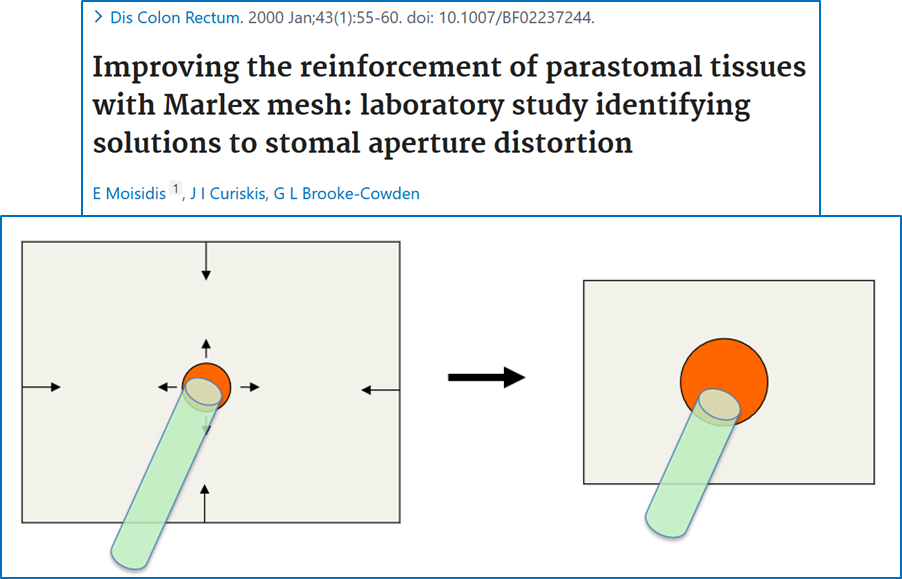 > Dis Colon Rectum. 2000 Jan;43(1):55-60. doi: 10.1007/BF02237244.
Improving the reinforcement of parastomal tissues
with Marlex mesh: laboratory study identifying
solutions to stomal aperture distortion
E Moisidis 1, J I Curiskis, G L Brooke-Cowden